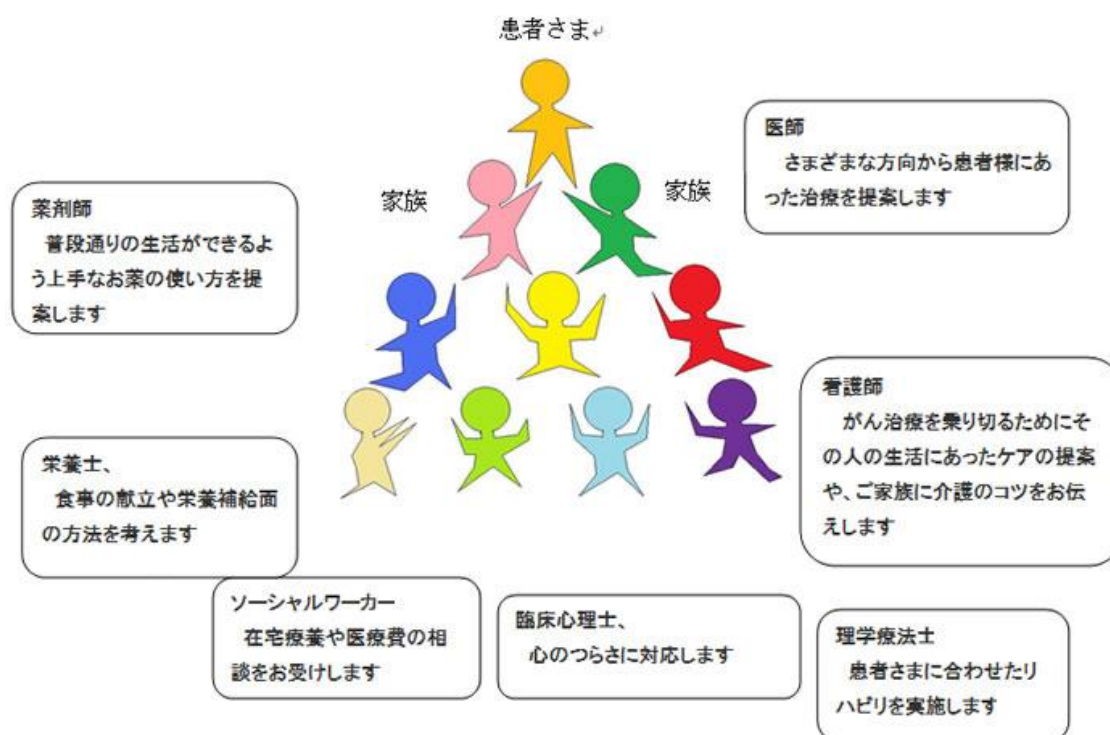 患者さま↵
医師
さまざまな方向から患者様にあ
った治療を提案します
家族
家族
薬剤師
普段通りの生活ができるよ
う上手なお薬の使い方を提
案します
看護師
がん治療を乗り切るためにそ
の人の生活にあったケアの提案
や、ご家族に介護のコツをお伝
えします
栄養士、
食事の献立や栄養補給面
の方法を考えます
ソーシャルワーカー
在宅療養や医療費の相
談をお受けします
臨床心理士、
心のつらさに対応します
理学療法士
患者さまに合わせたリ
ハビリを実施します